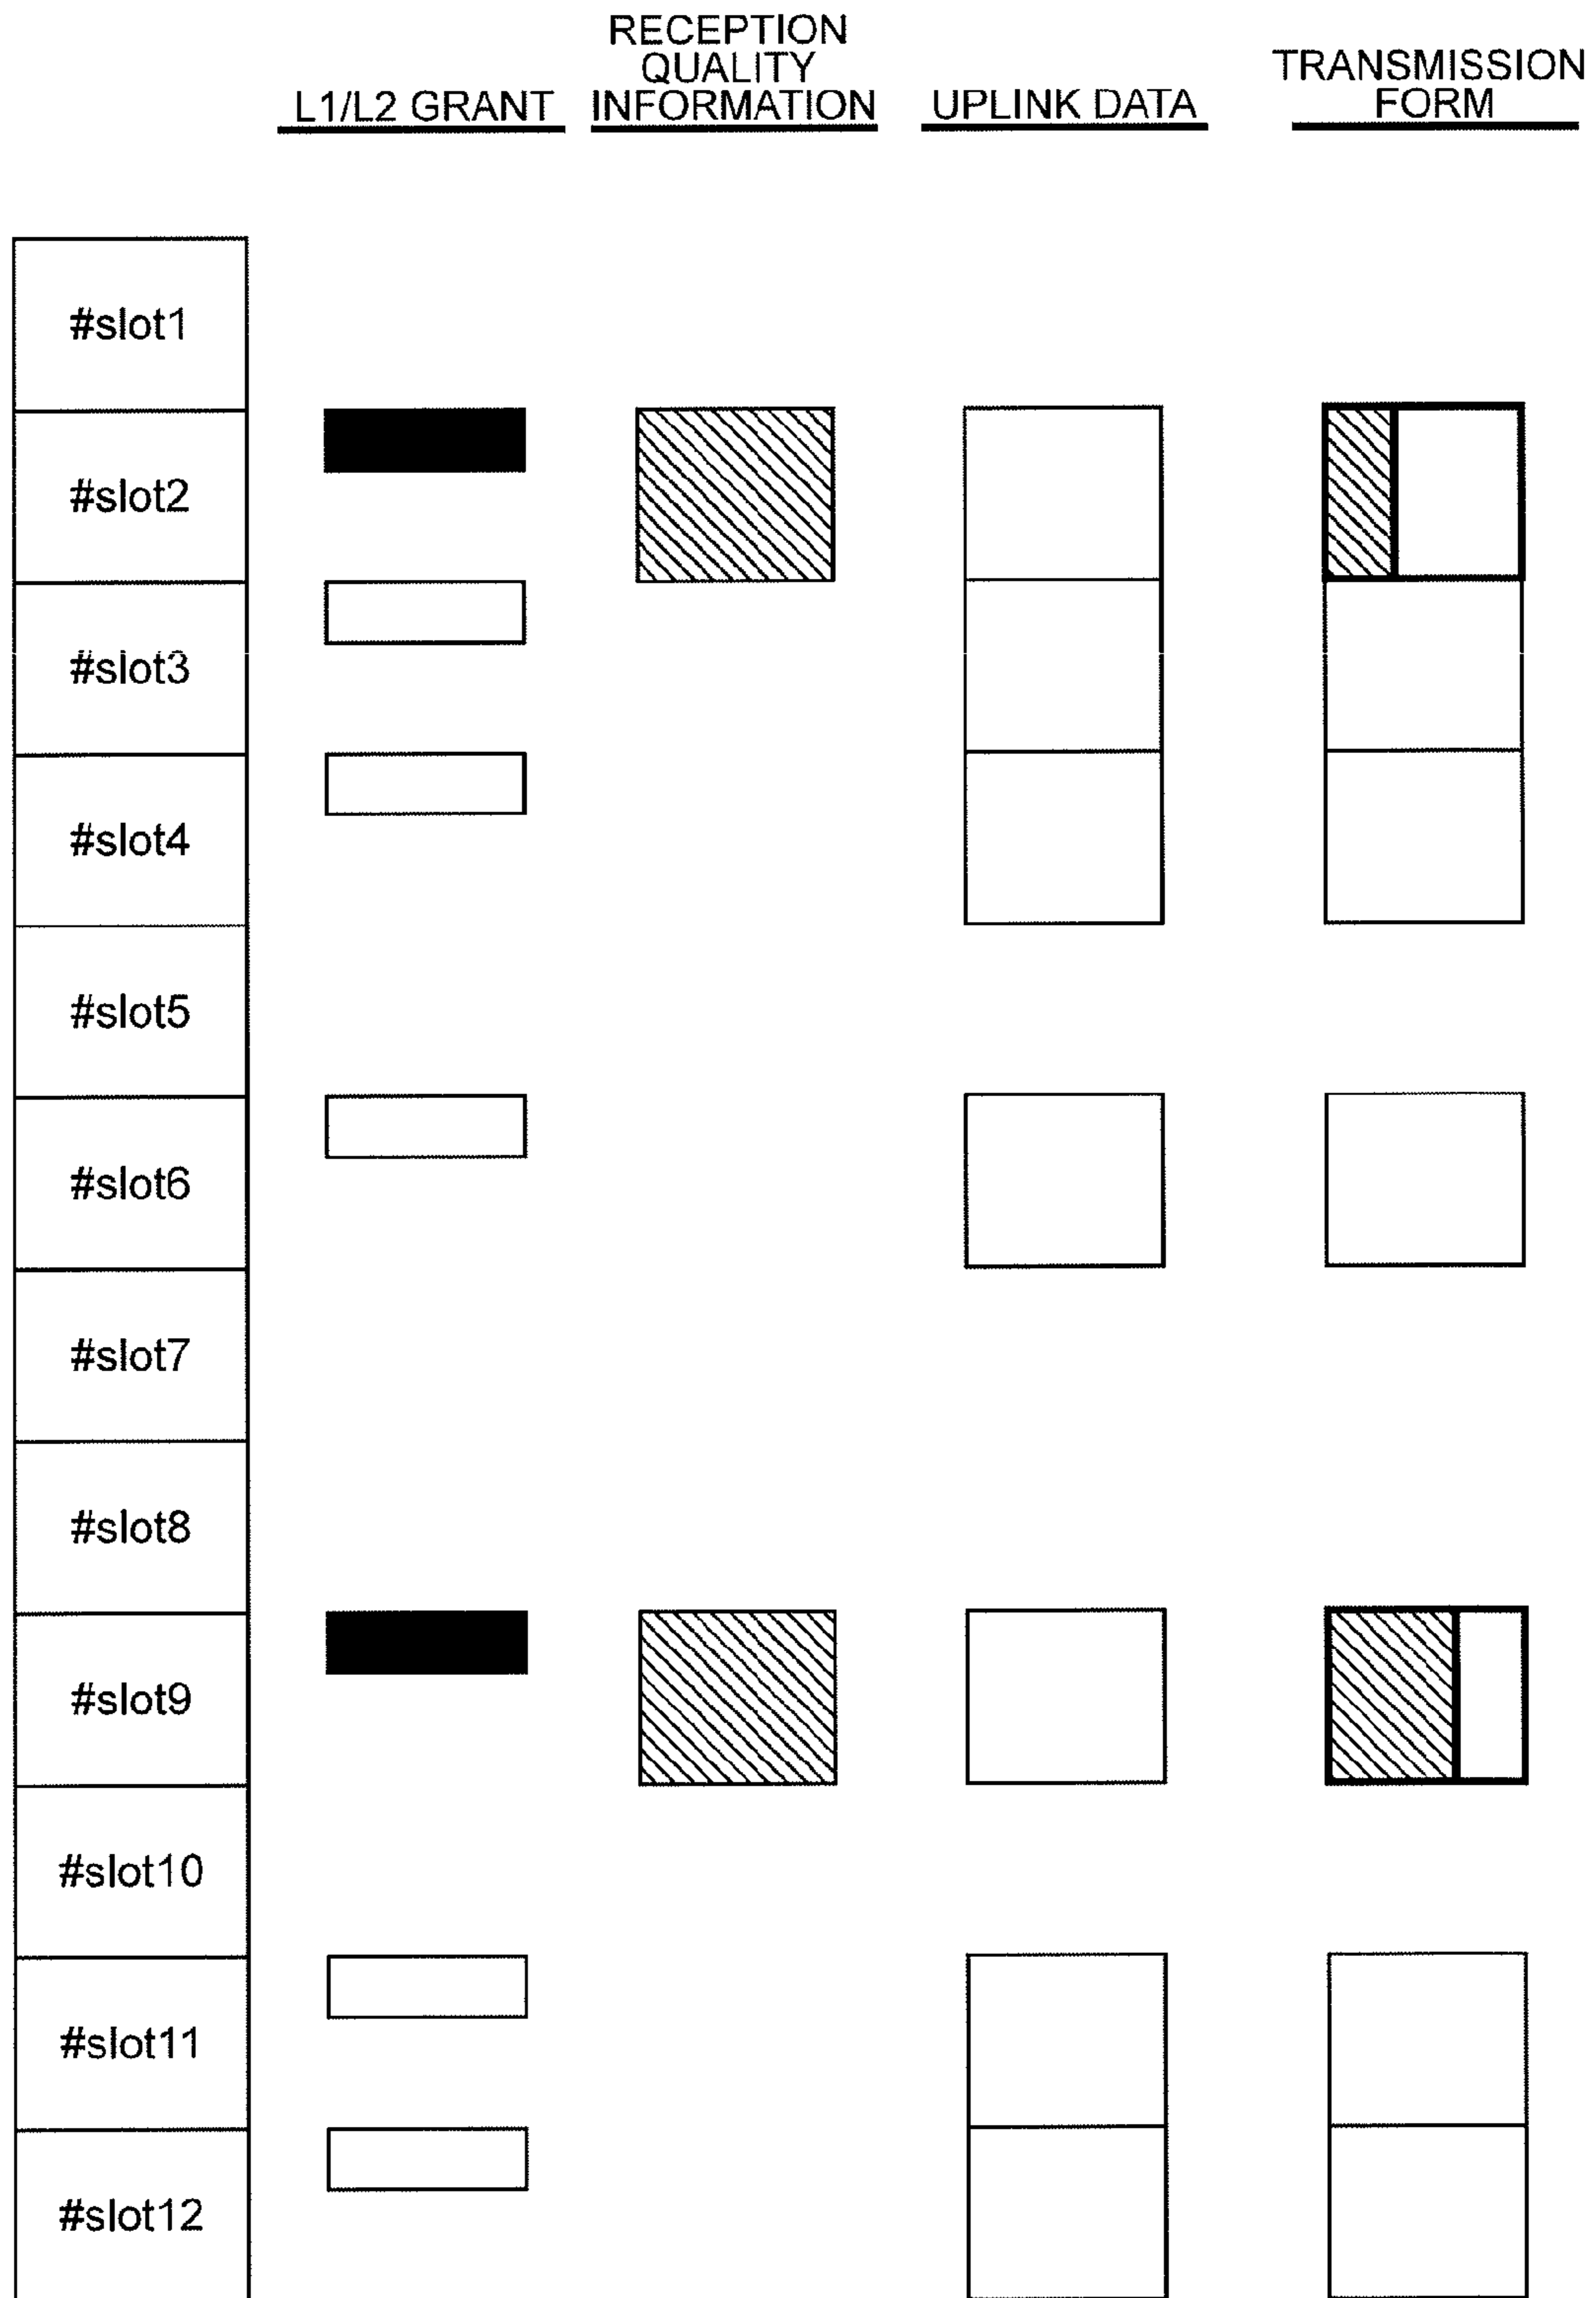 RECEPTION
QUALITY
INFORMATION
L1/L2 GRANT
UPLINK DATA
TRANSMISSION
FORM
#slot1
#slot2
#slot3
#slot4
#slot5
#slot6
#slot7
#slot8
#slot9
#slot10
#slot11
#slot12